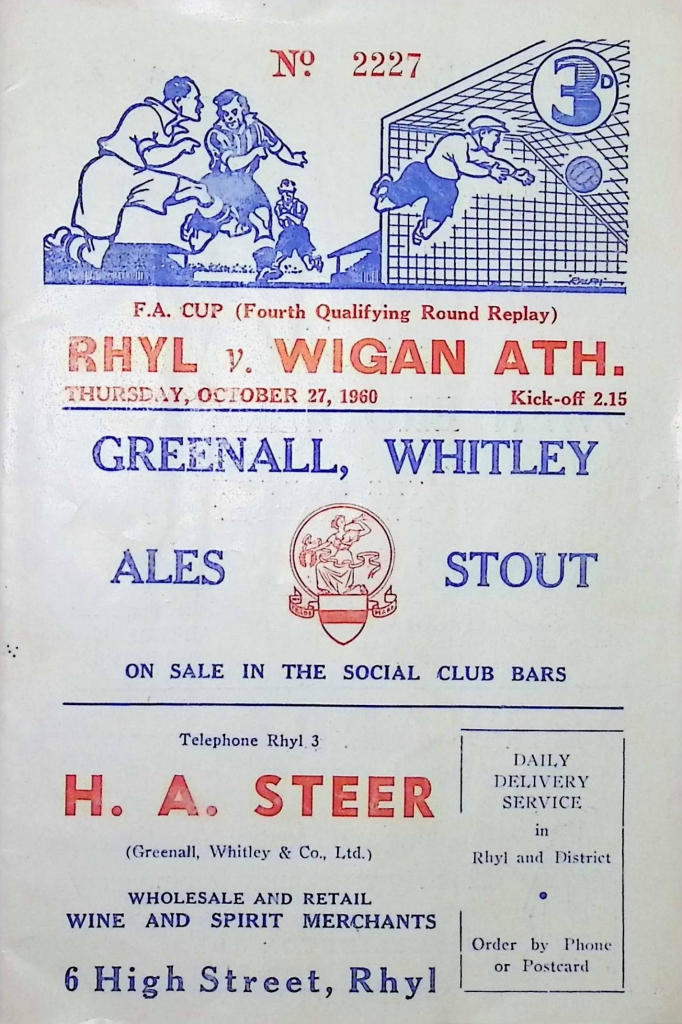 No 2227
3D
F.A. CUP (Fourth Qualifying Round Replay)
RHYL v. WIGAN ATH.
THURSDAY, OCTOBER 27, 1960 Kick-off 2.15
GREENALL, WHITLEY
ALES STOUT
TRADE MARK
ON SALE IN THE SOCIAL CLUB BARS
Telephone Rhyl 3
H. A. STEER
(Greenall, Whitley & Co., Ltd.)
WHOLESALE AND RETAIL
WINE AND SPIRIT MERCHANTS
6 High Street, Rhyl
DAILY
DELIVERY
SERVICE
in
Rhyl and District
Order by Phone
or Postcard